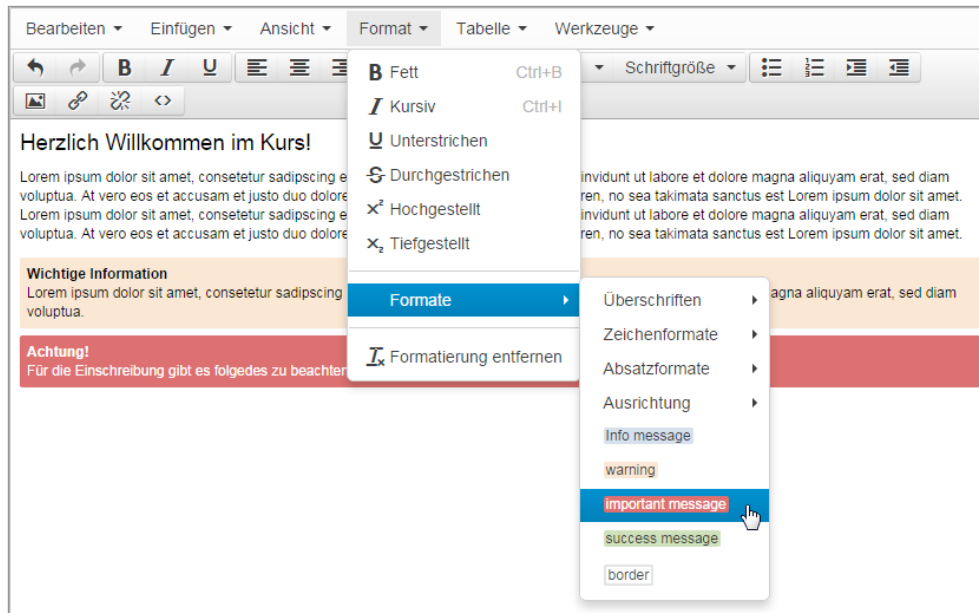 Bearbeiten Einfügen Ansicht Format Tabelle Werkzeuge
B I U Schriftgröße
Herzlich Willkommen im Kurs!
Lorem ipsum dolor sit amet, consetetur sadipscing e invidunt ut labore et dolore magna aliquyam erat, sed diam
voluptua. At vero eos et accusam et justo duo dolore ren, no sea takimata sanctus est Lorem ipsum dolor sit amet.
Lorem ipsum dolor sit amet, consetetur sadipscing e invidunt ut labore et dolore magna aliquyam erat, sed diam
voluptua. At vero eos et accusam et justo duo dolore ren, no sea takimata sanctus est Lorem ipsum dolor sit amet.
Wichtige Information
Lorem ipsum dolor sit amet, consetetur sadipscing agna aliquyam erat, sed diam
voluptua.
Achtung!
Für die Einschreibung gibt es folgedes zu beachten
B Fett Ctrl+B
I Kursiv Ctrl+I
U Unterstrichen
S Durchgestrichen
x² Hochgestellt
x₂ Tiefgestellt
Formate
Formatierung entfernen
Überschriften
Zeichenformate
Absatzformate
Ausrichtung
Info message
warning
important message
success message
border